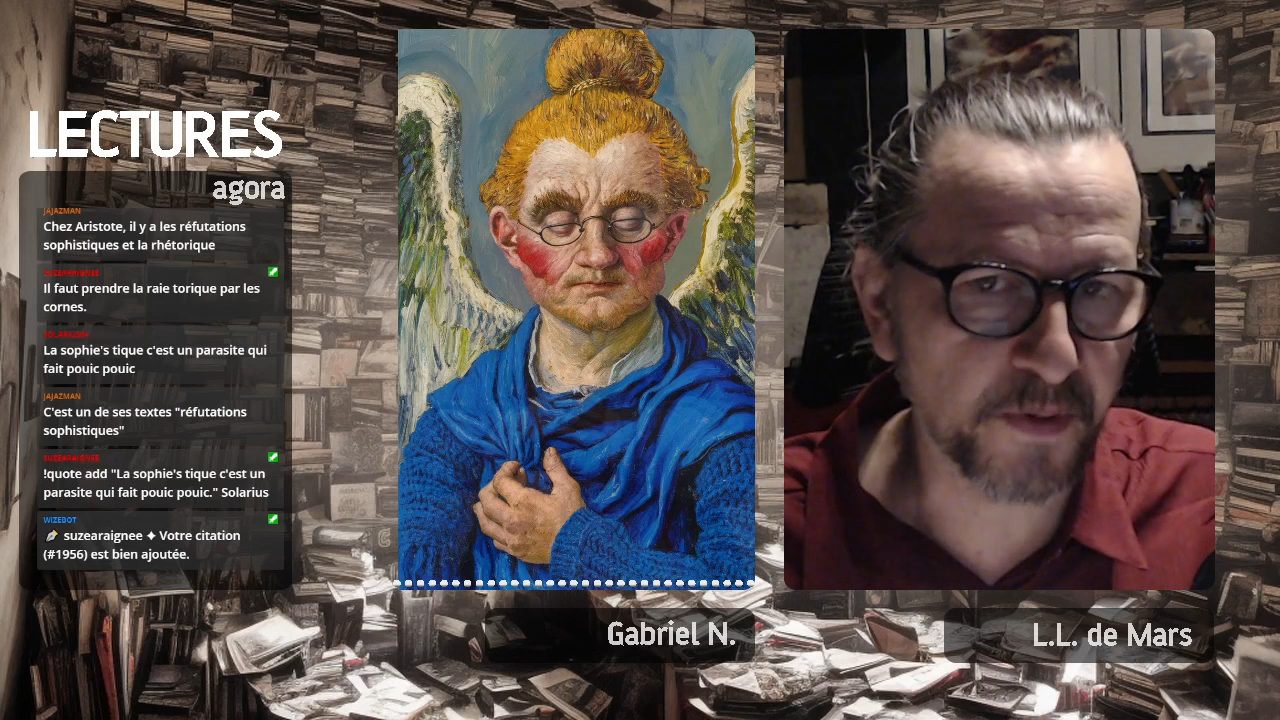 LECTURES
agora
JAJAZMAN
Chez Aristote, il y a les réfutations
sophistiques et la rhétorique
SUZEARAIGNEE
Il faut prendre la raie torique par les
cornes.
La sophie's tique c'est un parasite qui
fait pouic pouic
JAJAZMAN
C'est un de ses textes "réfutations
sophistiques"
SUZEARAIGNEE
!quote add "La sophie's tique c'est un
parasite qui fait pouic pouic." Solarius
WIZEBOT
suzearaignee ✦ Votre citation
(#1956) est bien ajoutée.
Gabriel N.
L.L. de Mars